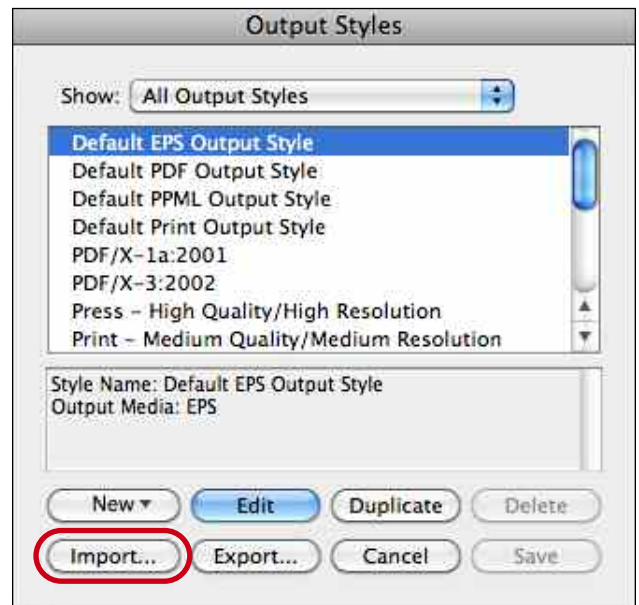 Output Styles
Show: All Output Styles
Default EPS Output Style
Default PDF Output Style
Default PPML Output Style
Default Print Output Style
PDF/X-1a:2001
PDF/X-3:2002
Press - High Quality/High Resolution
Print - Medium Quality/Medium Resolution
Style Name: Default EPS Output Style
Output Media: EPS
New Edit Duplicate Delete
Import... Export... Cancel Save